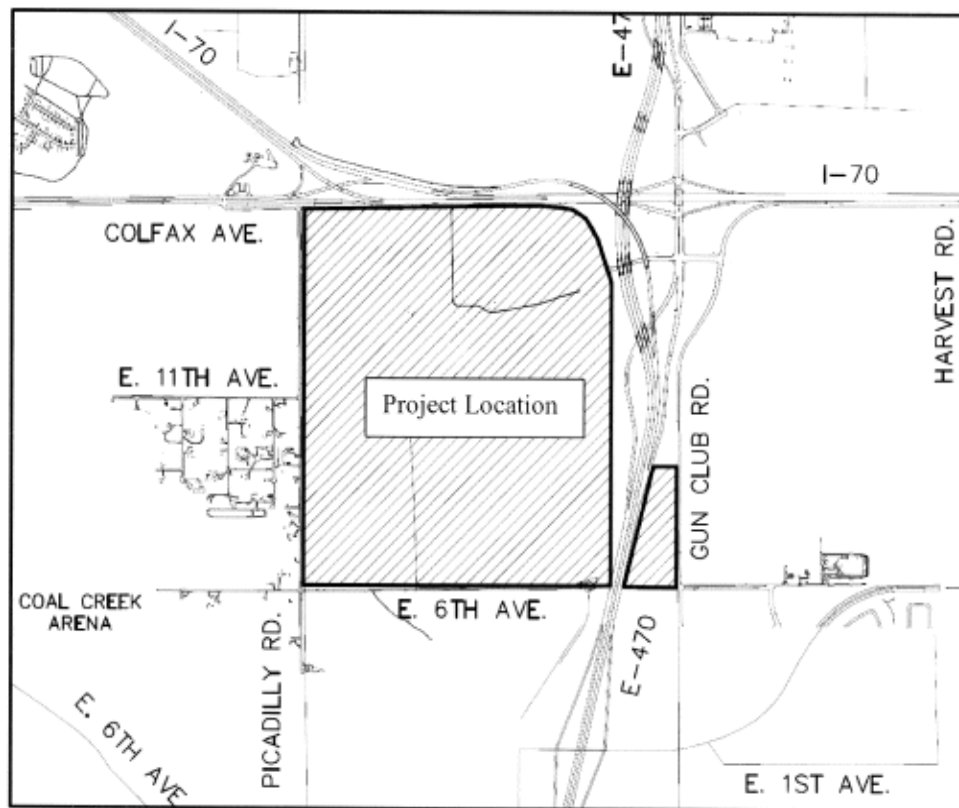 I-70
E-47
I-70
COLFAX AVE.
HARVEST RD.
E. 11TH AVE.
Project Location
GUN CLUB RD.
COAL CREEK
ARENA
E. 6TH AVE.
PICADILLY RD.
E-470
E. 6TH AVE
E. 1ST AVE.